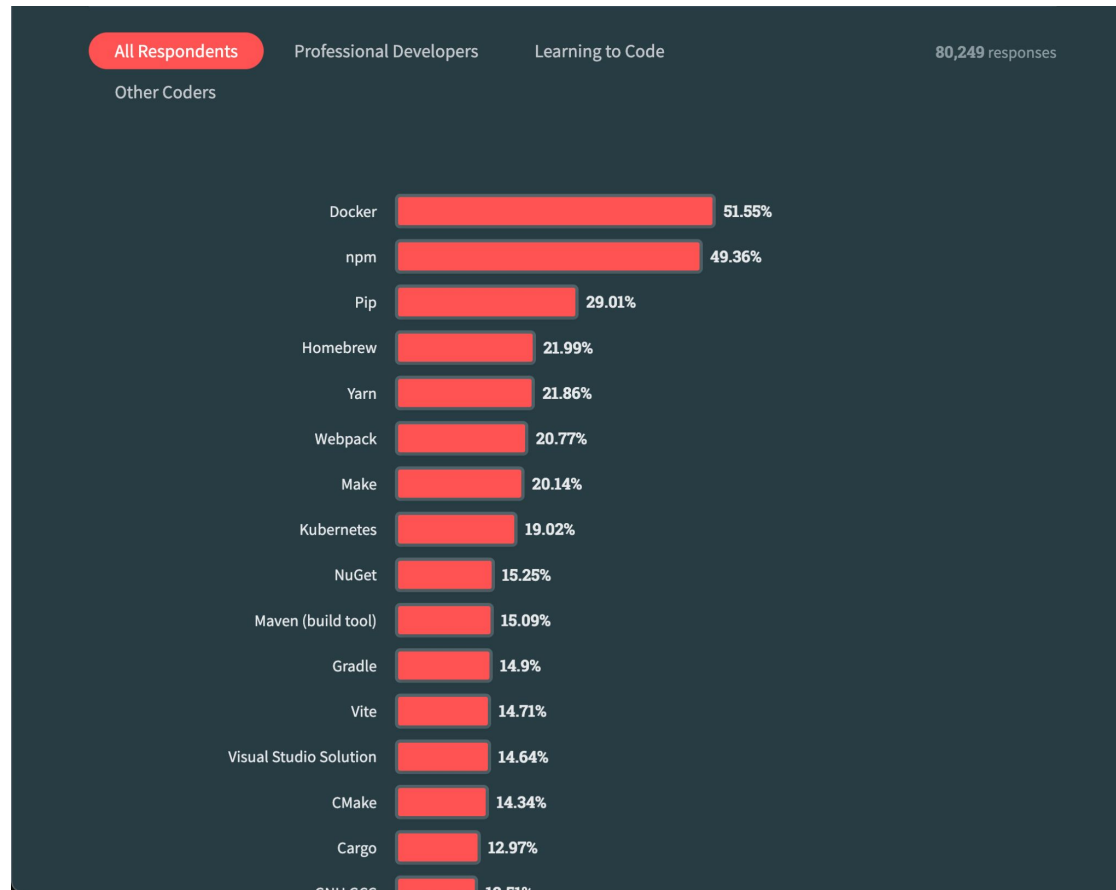 All Respondents Professional Developers Learning to Code 80,249 responses
Other Coders
Docker 51.55%
npm 49.36%
Pip 29.01%
Homebrew 21.99%
Yarn 21.86%
Webpack 20.77%
Make 20.14%
Kubernetes 19.02%
NuGet 15.25%
Maven (build tool) 15.09%
Gradle 14.9%
Vite 14.71%
Visual Studio Solution 14.64%
CMake 14.34%
Cargo 12.97%